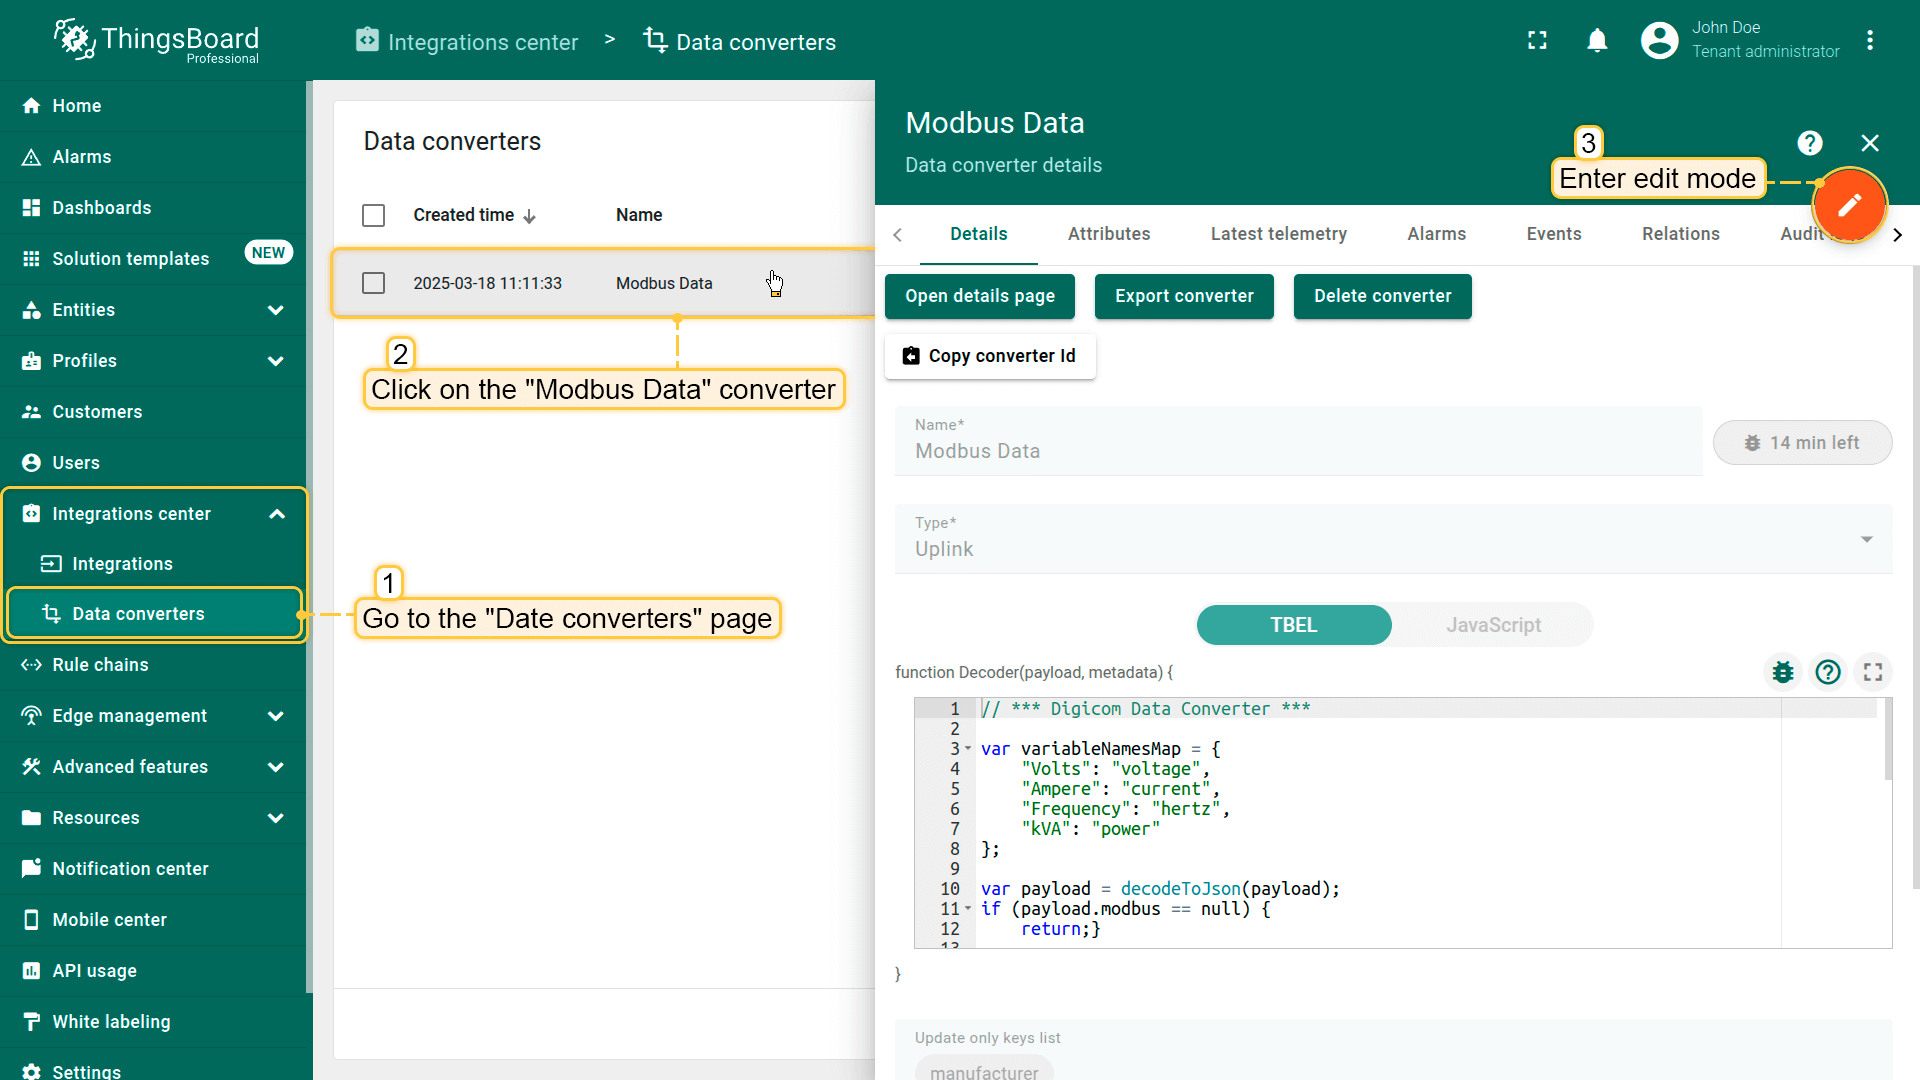 ThingsBoard
Professional
Integrations center > Data converters
John Doe
Tenant administrator
Home
Alarms
Dashboards
Solution templates NEW
Entities
Profiles
Customers
Users
Integrations center
Integrations
Data converters
Rule chains
Edge management
Advanced features
Resources
Notification center
Mobile center
API usage
White labeling
Settings
Data converters
Created time Name
2025-03-18 11:11:33 Modbus Data
2
Click on the "Modbus Data" converter
1
Go to the "Date converters" page
Modbus Data
Data converter details
3
Enter edit mode
Details Attributes Latest telemetry Alarms Events Relations Audit
Open details page Export converter Delete converter
Copy converter Id
Name*
Modbus Data
14 min left
Type*
Uplink
TBEL JavaScript
function Decoder(payload, metadata) {
1 // *** Digicom Data Converter ***
2
3 var variableNamesMap = {
4 "Volts": "voltage",
5 "Ampere": "current",
6 "Frequency": "hertz",
7 "kVA": "power"
8 };
9
10 var payload = decodeToJson(payload);
11 if (payload.modbus == null) {
12 return;}
13
}
Update only keys list
manufacturer